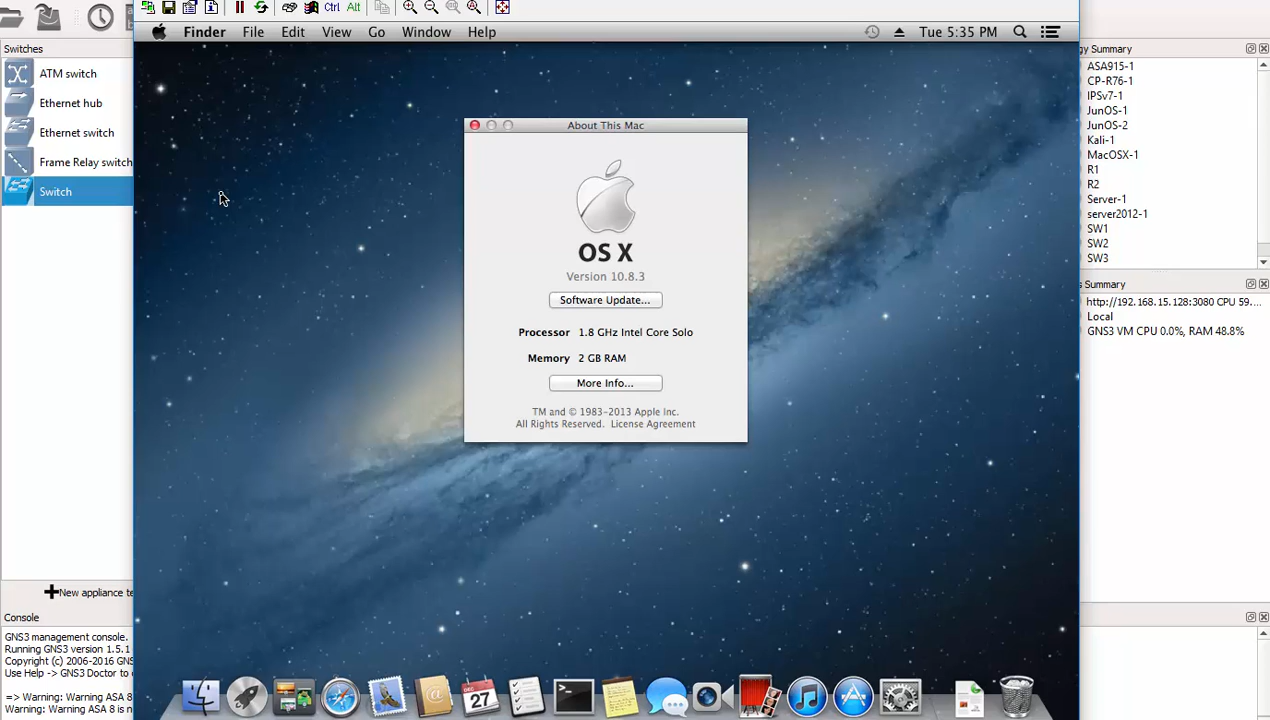 Ctrl Alt
Finder File Edit View Go Window Help Tue 5:35 PM
Switches
ATM switch
Ethernet hub
Ethernet switch
Frame Relay switch
Switch
About This Mac
OS X
Version 10.8.3
Software Update...
Processor 1.8 GHz Intel Core Solo
Memory 2 GB RAM
More Info...
TM and © 1983-2013 Apple Inc.
All Rights Reserved. License Agreement
gy Summary
ASA915-1
CP-R76-1
IPSv7-1
JunOS-1
JunOS-2
Kali-1
MacOSX-1
R1
R2
Server-1
server2012-1
SW1
SW2
SW3
s Summary
http://192.168.15.128:3080 CPU 59....
Local
GNS3 VM CPU 0.0%, RAM 48.8%
New appliance te
Console
GNS3 management console.
Running GNS3 version 1.5.1
Copyright (c) 2006-2016 GNS
Use Help -> GNS3 Doctor to
=> Warning: Warning ASA 8 is
Warning: Warning ASA 8 is no
DEC
27